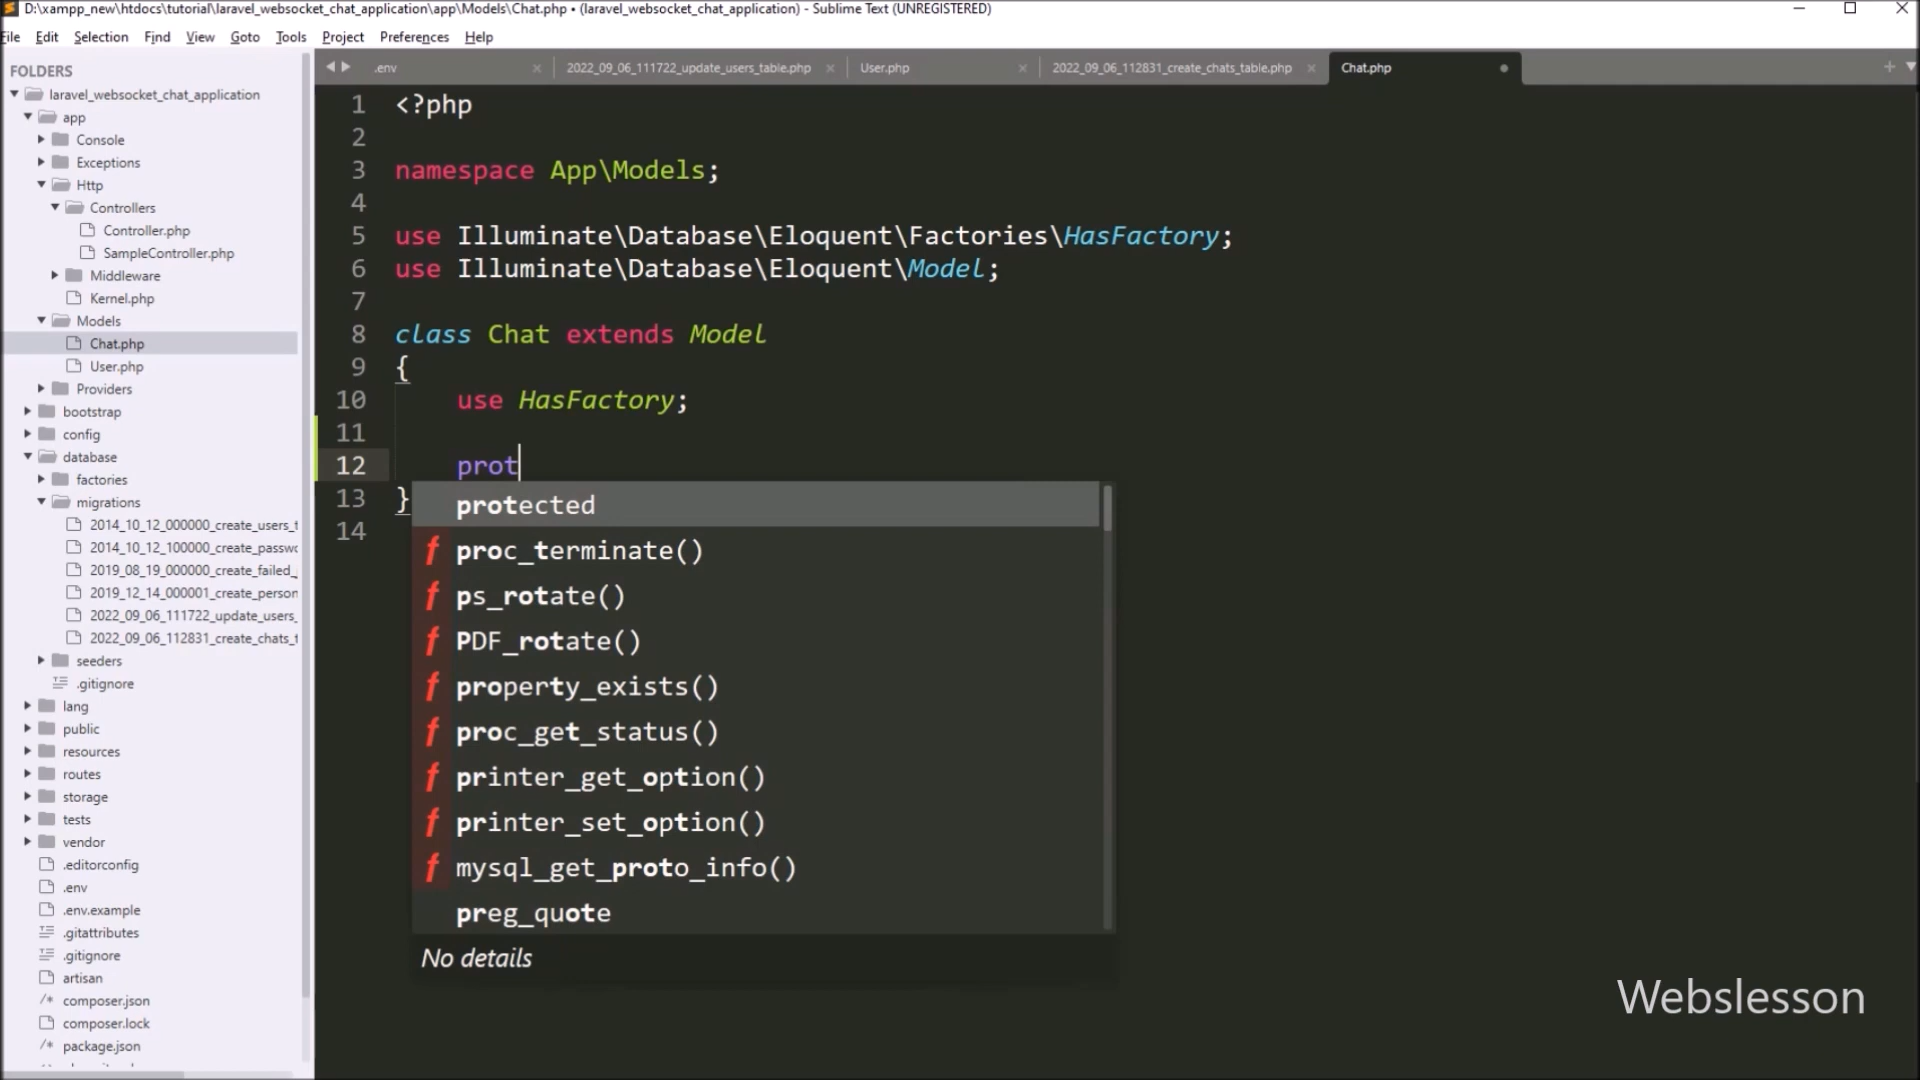 D:\xampp_new\htdocs\tutorial\laravel_websocket_chat_application\app\Models\Chat.php • (laravel_websocket_chat_application) - Sublime Text (UNREGISTERED)
File Edit Selection Find View Goto Tools Project Preferences Help
FOLDERS
laravel_websocket_chat_application
app
Console
Exceptions
Http
Controllers
Controller.php
SampleController.php
Middleware
Kernel.php
Models
Chat.php
User.php
Providers
bootstrap
config
database
factories
migrations
2014_10_12_000000_create_users_t
2014_10_12_100000_create_passwo
2019_08_19_000000_create_failed_
2019_12_14_000001_create_person
2022_09_06_111722_update_users_
2022_09_06_112831_create_chats_t
seeders
.gitignore
lang
public
resources
routes
storage
tests
vendor
.editorconfig
.env
.env.example
.gitattributes
.gitignore
artisan
composer.json
composer.lock
package.json
.env 2022_09_06_111722_update_users_table.php User.php 2022_09_06_112831_create_chats_table.php Chat.php
1 <?php
2
3 namespace App\Models;
4
5 use Illuminate\Database\Eloquent\Factories\HasFactory;
6 use Illuminate\Database\Eloquent\Model;
7
8 class Chat extends Model
9 {
10 use HasFactory;
11
12 prot
13 }
14
protected
f proc_terminate()
f ps_rotate()
f PDF_rotate()
f property_exists()
f proc_get_status()
f printer_get_option()
f printer_set_option()
f mysql_get_proto_info()
preg_quote
No details
Webslesson